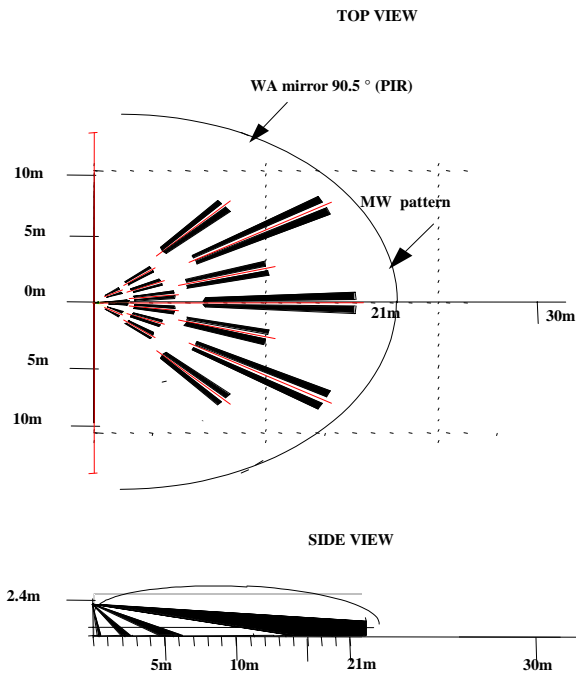 TOP VIEW
WA mirror 90.5 ° (PIR)
10m
MW pattern
5m
0m
21m
30m
5m
10m
SIDE VIEW
2.4m
5m
10m
21m
30m